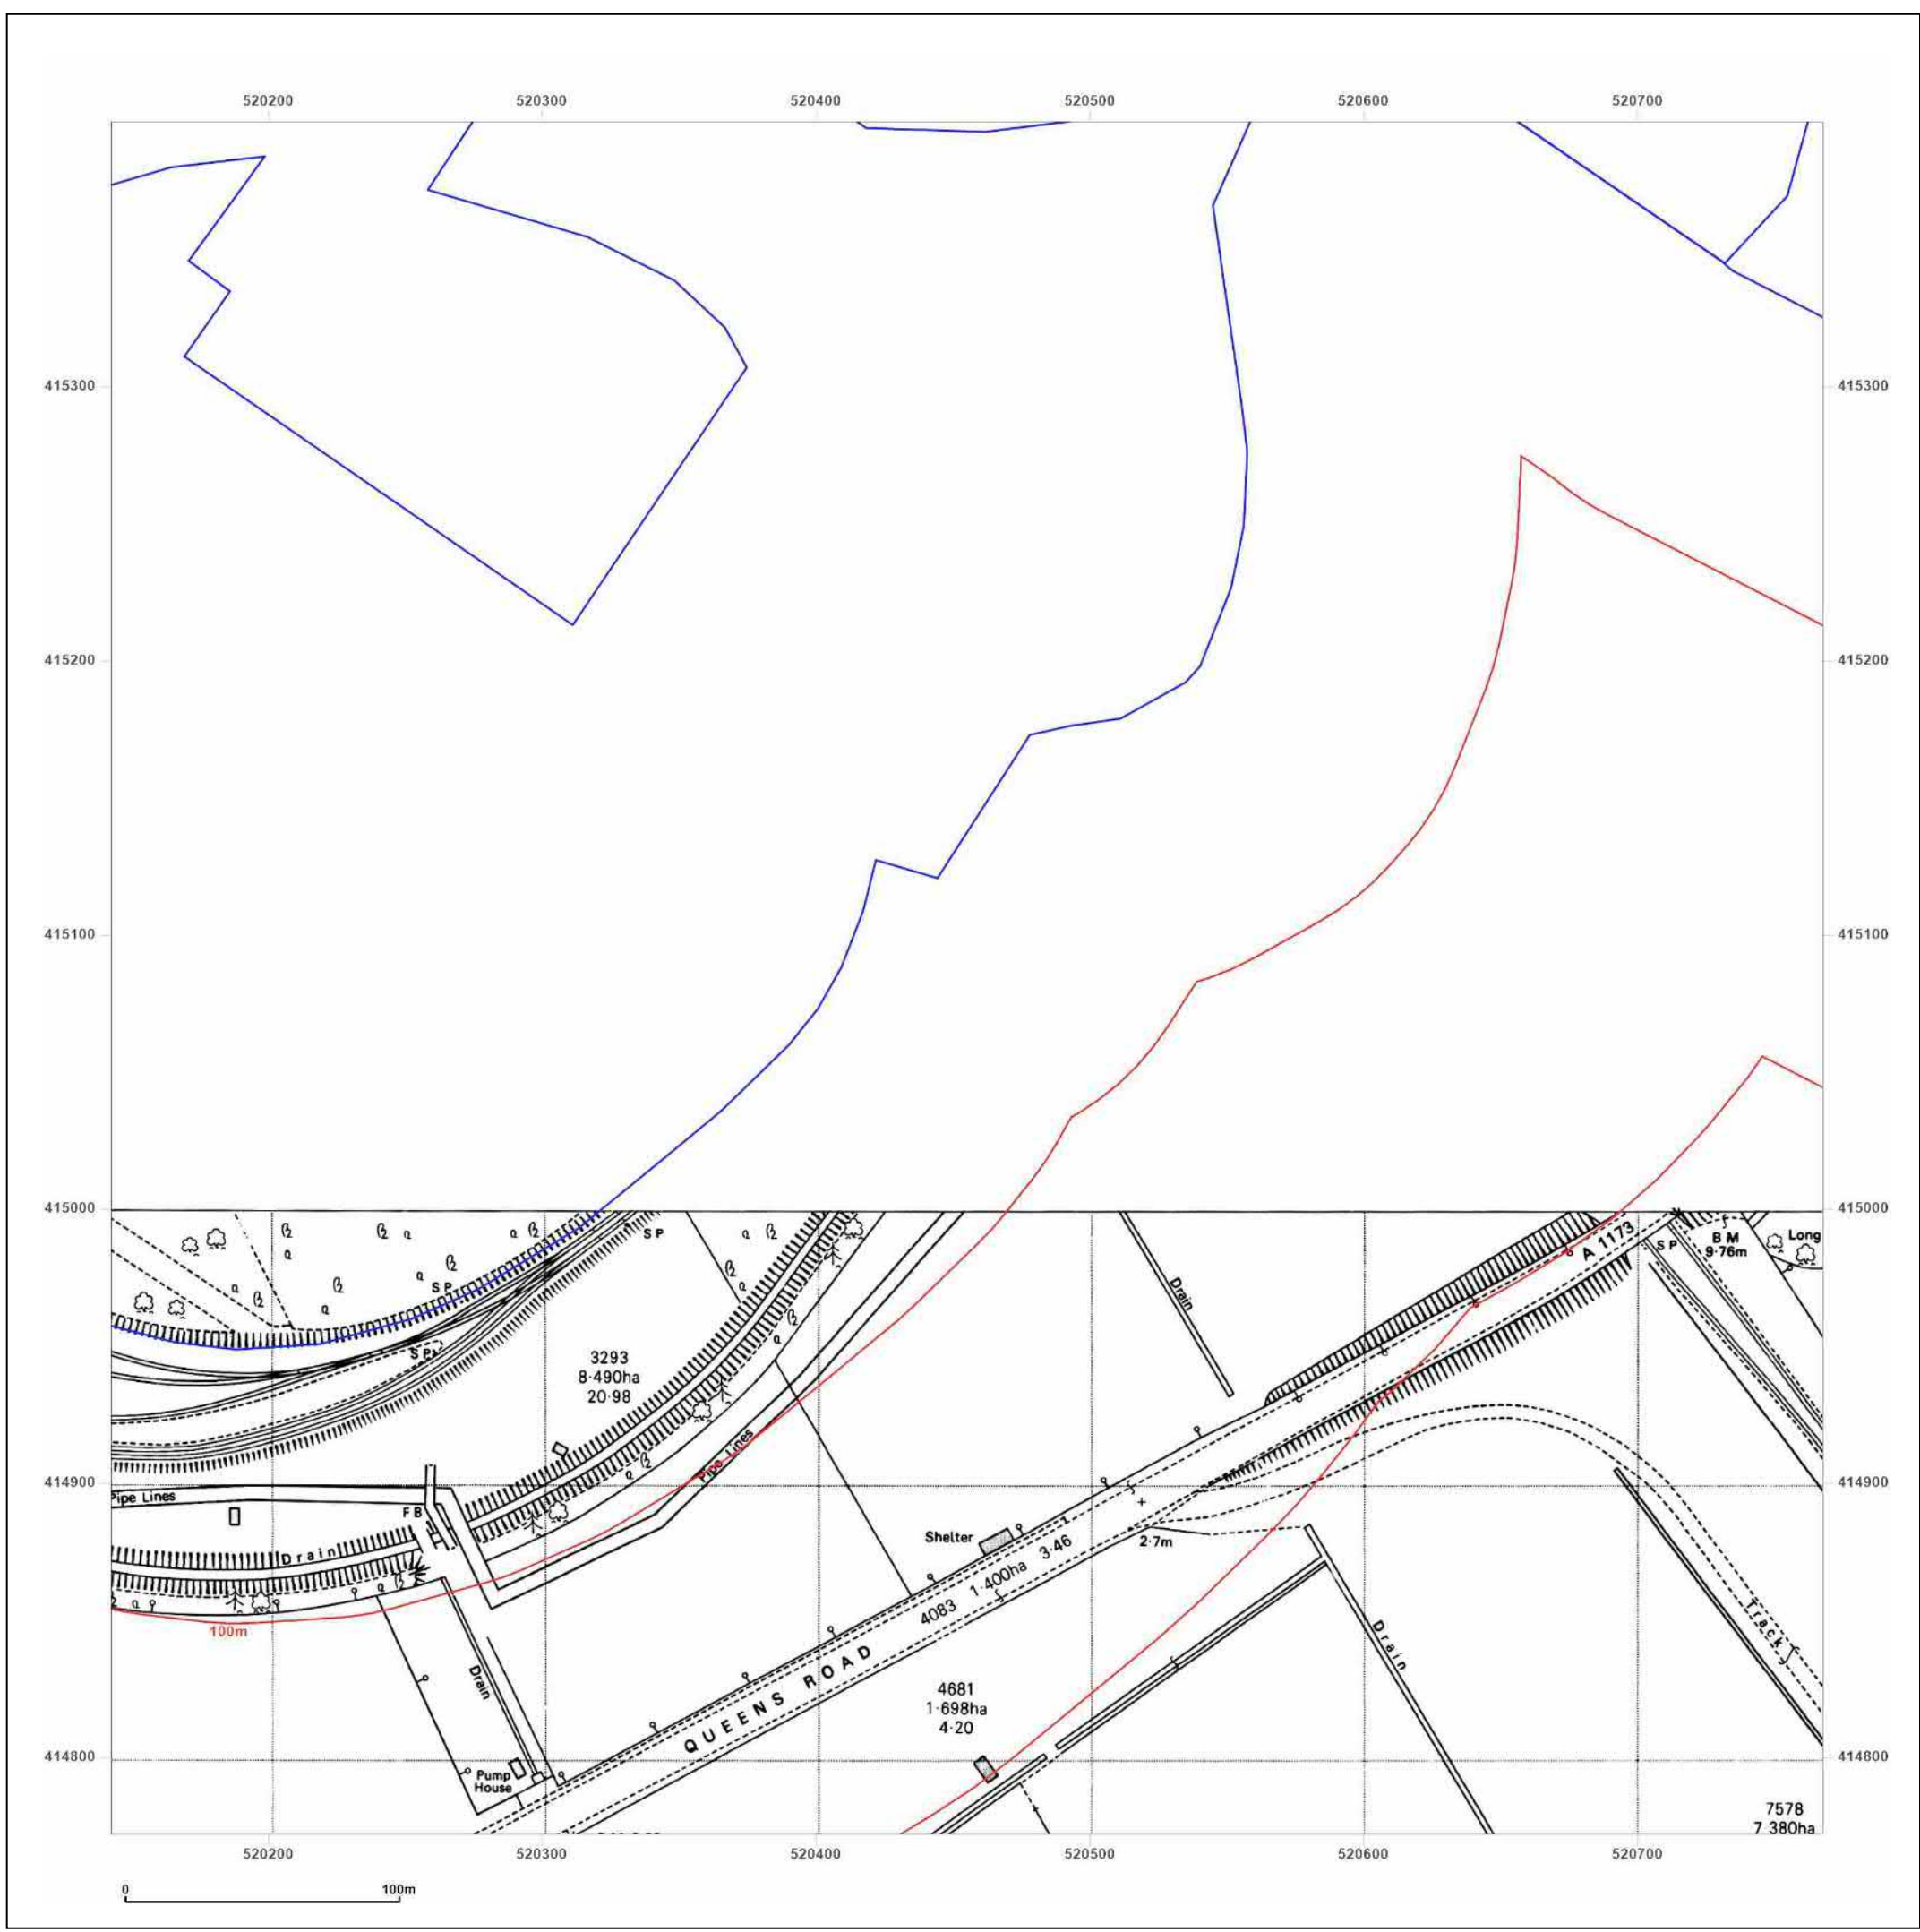 520200 520300 520400 520500 520600 520700
415300 415300
415200 415200
415100 415100
415000 415000
S P
A 1173
S P
B M
9·76m
Long
S P
Drain
S P
3293
8·490ha
20·98
Pipe Lines
414900 414900
Pipe Lines
F B
Shelter
3·46
2·7m
Drain
1·400ha
4083
Track
100m
Drain
Drain
QUEENS ROAD
4681
1·698ha
4·20
414800 414800
Pump
House
7578
7 380ha
520200 520300 520400 520500 520600 520700
0 100m